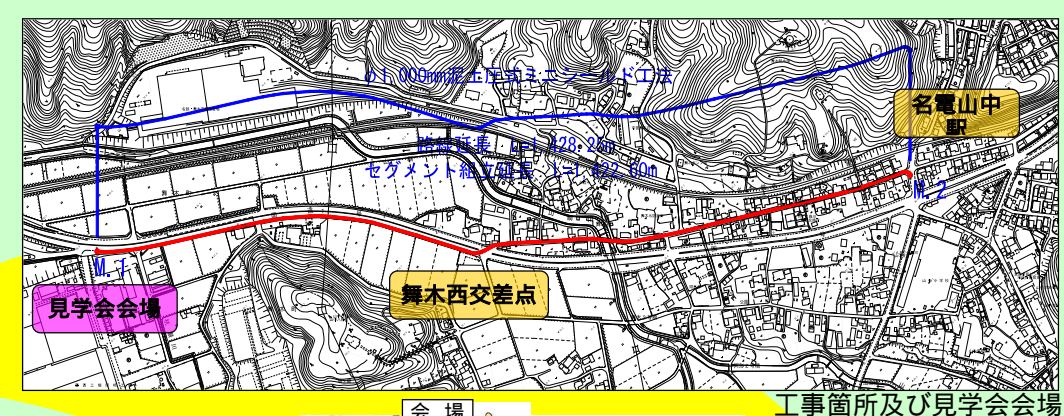 φ1,000mm泥土圧式ミニシールド工法
名電山中
駅
路線延長 l=1,428.25m
セグメント組立延長 l=1,422.60m
M.2
M.1
舞木西交差点
見学会会場
工事箇所及び見学会会場
会 場